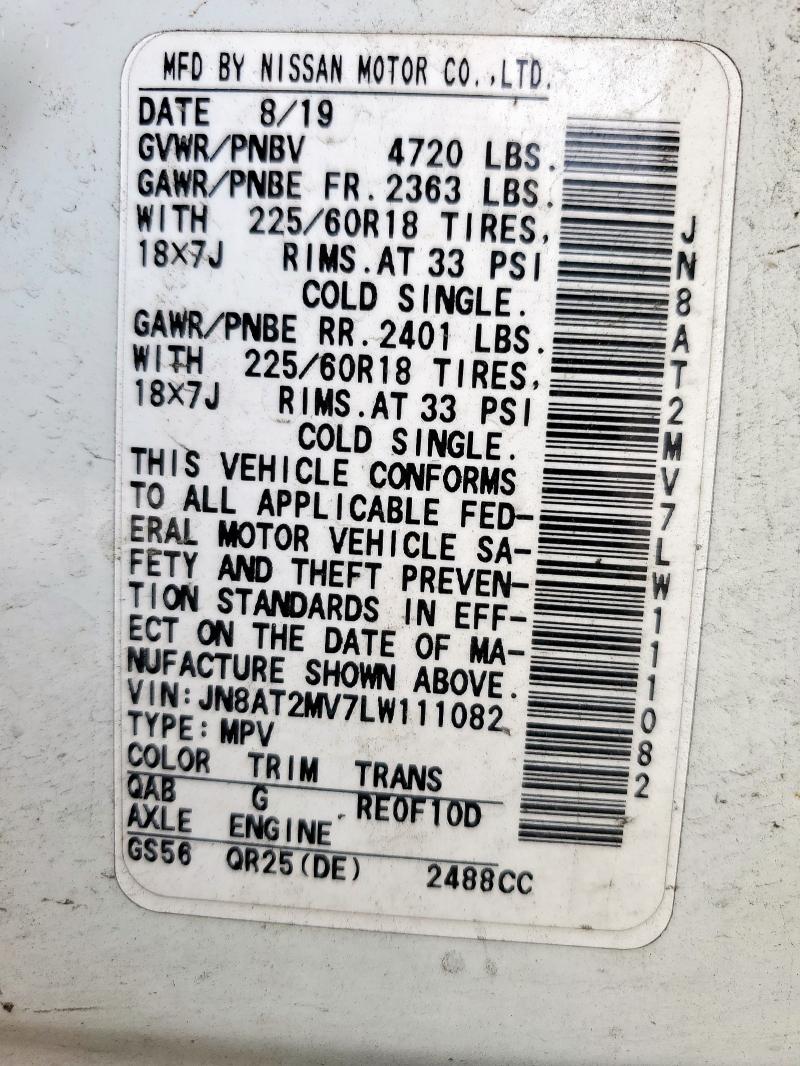 MFD BY NISSAN MOTOR CO.,LTD.
DATE 8/19
GVWR/PNBV 4720 LBS.
GAWR/PNBE FR.2363 LBS.
WITH 225/60R18 TIRES,
18X7J RIMS.AT 33 PSI
COLD SINGLE.
GAWR/PNBE RR.2401 LBS.
WITH 225/60R18 TIRES,
18X7J RIMS.AT 33 PSI
COLD SINGLE.
THIS VEHICLE CONFORMS
TO ALL APPLICABLE FED-
ERAL MOTOR VEHICLE SA-
FETY AND THEFT PREVEN-
TION STANDARDS IN EFF-
ECT ON THE DATE OF MA-
NUFACTURE SHOWN ABOVE.
VIN:JN8AT2MV7LW111082
TYPE:MPV
COLOR TRIM TRANS
QAB G RE0F10D
AXLE ENGINE
GS56 QR25(DE) 2488CC
JN8AT2MV7LW111082